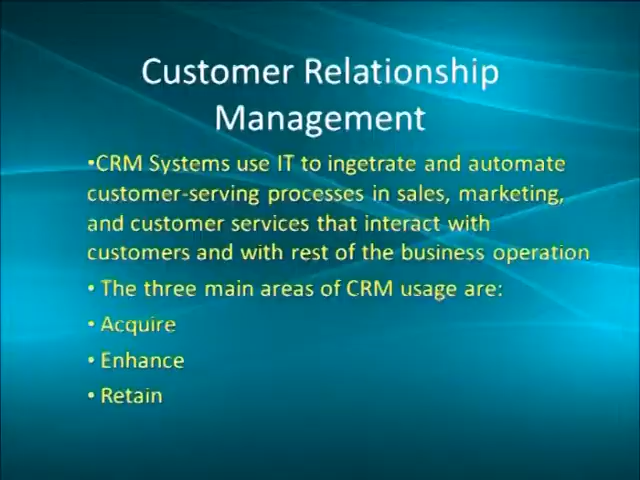 Customer Relationship
Management
•CRM Systems use IT to ingetrate and automate
customer-serving processes in sales, marketing,
and customer services that interact with
customers and with rest of the business operation
• The three main areas of CRM usage are:
• Acquire
• Enhance
• Retain